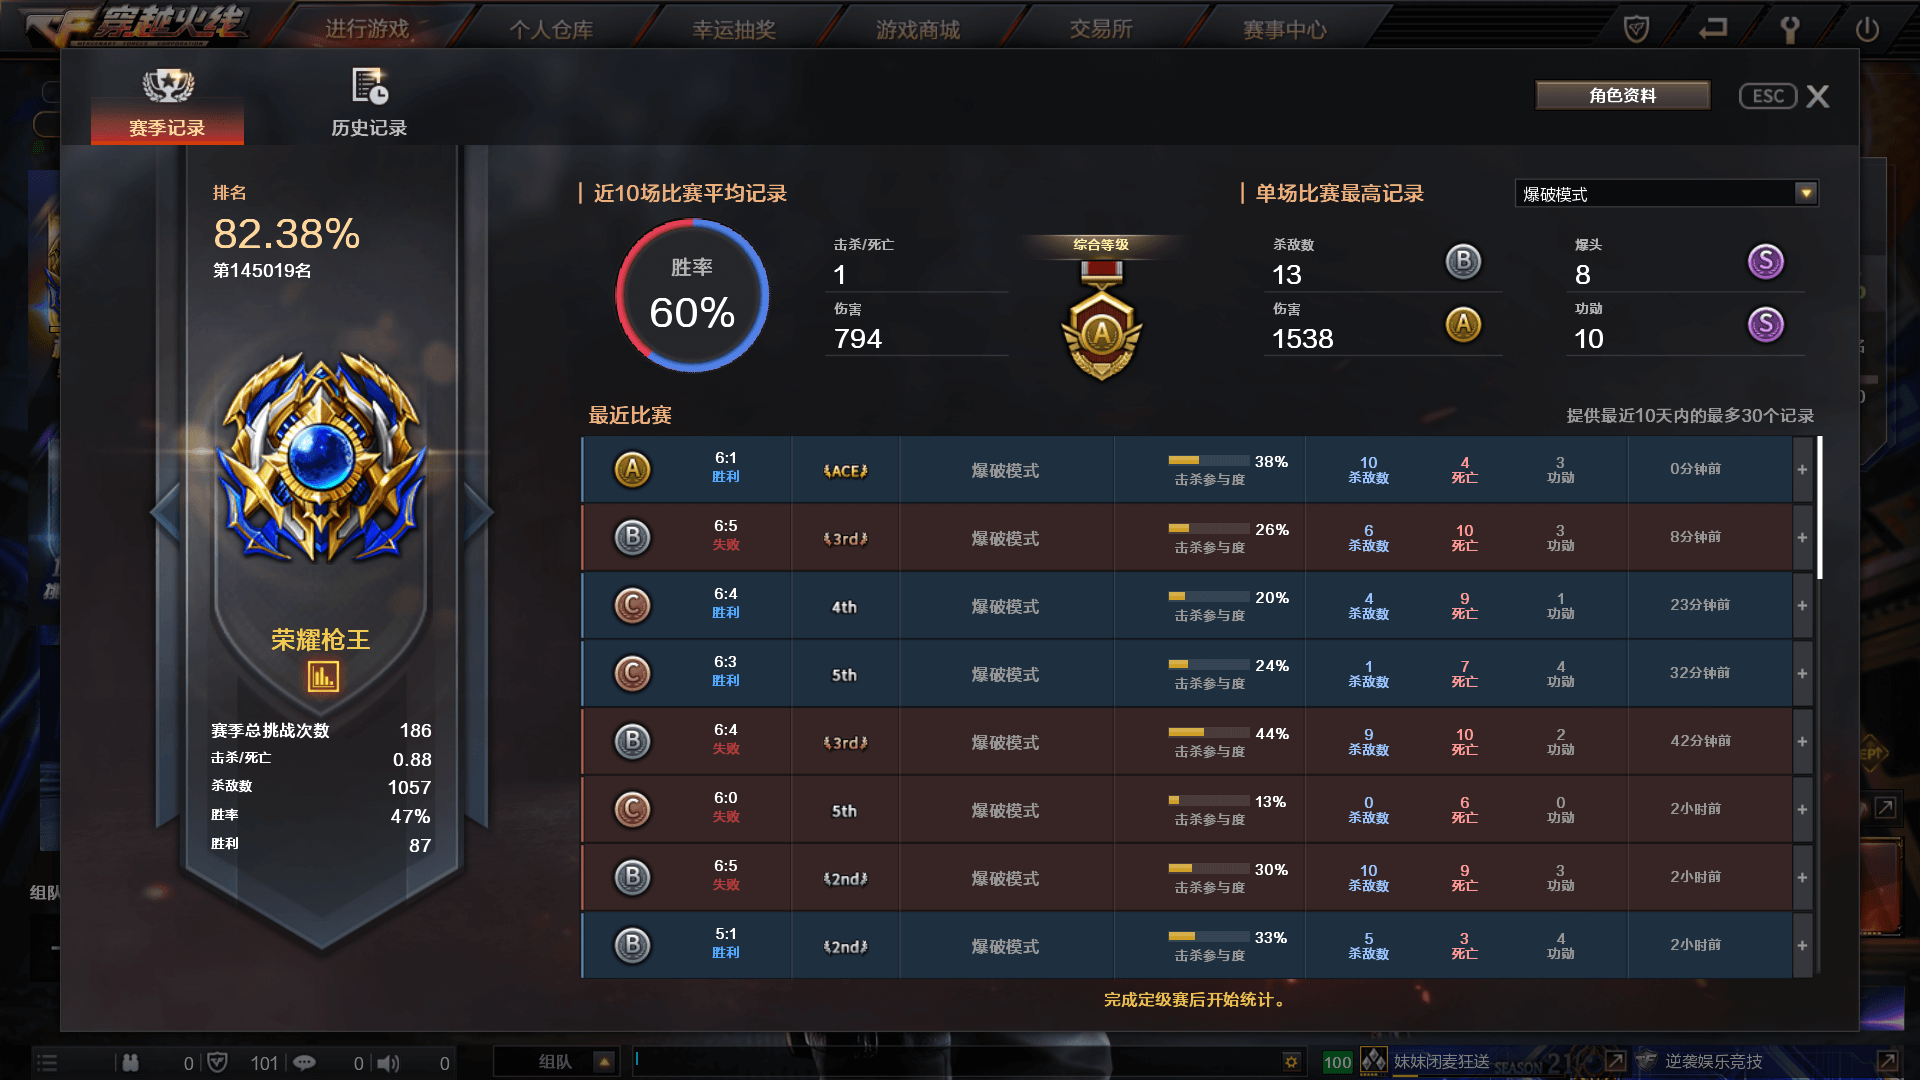 穿越火线
进行游戏
个人仓库
幸运抽奖
游戏商城
交易所
赛事中心
赛季记录
历史记录
角色资料
ESC
排名
82.38%
第145019名
荣耀枪王
赛季总挑战次数 186
击杀/死亡 0.88
杀敌数 1057
胜率 47%
胜利 87
近10场比赛平均记录
胜率
60%
击杀/死亡
1
伤害
794
综合等级
A
单场比赛最高记录
爆破模式
杀敌数
13
B
爆头
8
S
伤害
1538
A
功勋
10
S
最近比赛
提供最近10天内的最多30个记录
A 6:1 胜利 ACE 爆破模式 38% 击杀参与度 10 杀敌数 4 死亡 3 功勋 0分钟前 +
B 6:5 失败 3rd 爆破模式 26% 击杀参与度 6 杀敌数 10 死亡 3 功勋 8分钟前 +
C 6:4 胜利 4th 爆破模式 20% 击杀参与度 4 杀敌数 9 死亡 1 功勋 23分钟前 +
C 6:3 胜利 5th 爆破模式 24% 击杀参与度 1 杀敌数 7 死亡 4 功勋 32分钟前 +
B 6:4 失败 3rd 爆破模式 44% 击杀参与度 9 杀敌数 10 死亡 2 功勋 42分钟前 +
C 6:0 失败 5th 爆破模式 13% 击杀参与度 0 杀敌数 6 死亡 0 功勋 2小时前 +
B 6:5 失败 2nd 爆破模式 30% 击杀参与度 10 杀敌数 9 死亡 3 功勋 2小时前 +
B 5:1 胜利 2nd 爆破模式 33% 击杀参与度 5 杀敌数 3 死亡 4 功勋 2小时前 +
完成定级赛后开始统计。
组队
0
101
0
0
组队
100
妹妹闭麦狂送
SEASON 21
逆袭娱乐竞技